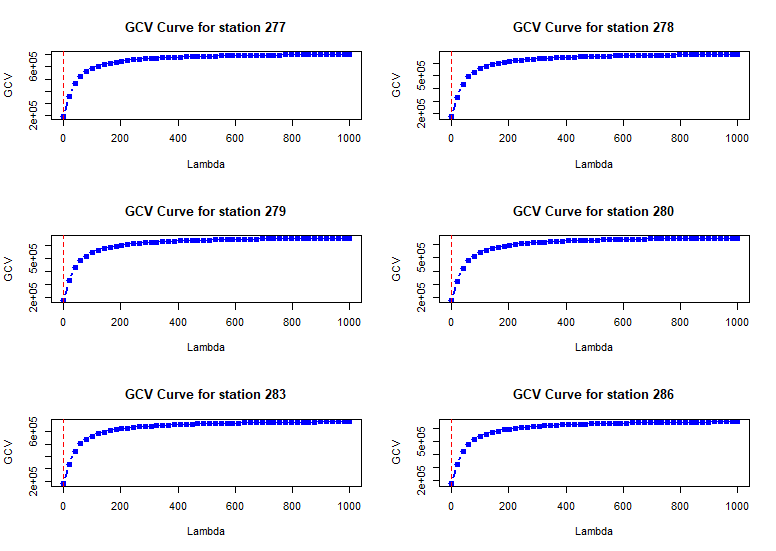 GCV Curve for station 277
GCV
2e+05 6e+05
0 200 400 600 800 1000
Lambda
GCV Curve for station 278
GCV
2e+05 5e+05
0 200 400 600 800 1000
Lambda
GCV Curve for station 279
GCV
2e+05 5e+05
0 200 400 600 800 1000
Lambda
GCV Curve for station 280
GCV
2e+05 5e+05
0 200 400 600 800 1000
Lambda
GCV Curve for station 283
GCV
2e+05 6e+05
0 200 400 600 800 1000
Lambda
GCV Curve for station 286
GCV
2e+05 5e+05
0 200 400 600 800 1000
Lambda